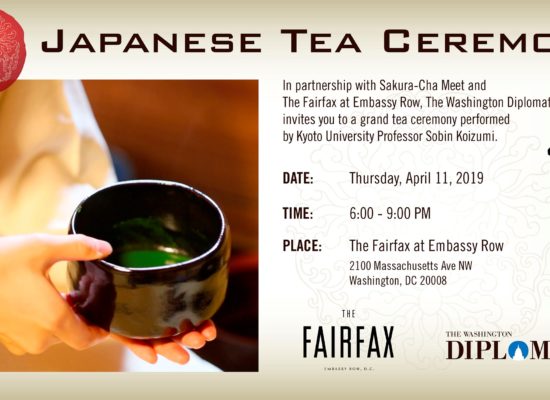 JAPANESE TEA CEREMO
In partnership with Sakura-Cha Meet and
The Fairfax at Embassy Row, The Washington Diplomat
invites you to a grand tea ceremony performed
by Kyoto University Professor Sobin Koizumi.
DATE: Thursday, April 11, 2019
TIME: 6:00 - 9:00 PM
PLACE: The Fairfax at Embassy Row
2100 Massachusetts Ave NW
Washington, DC 20008
THE
FAIRFAX
EMBASSY ROW, D.C.
THE WASHINGTON
DIPLOM